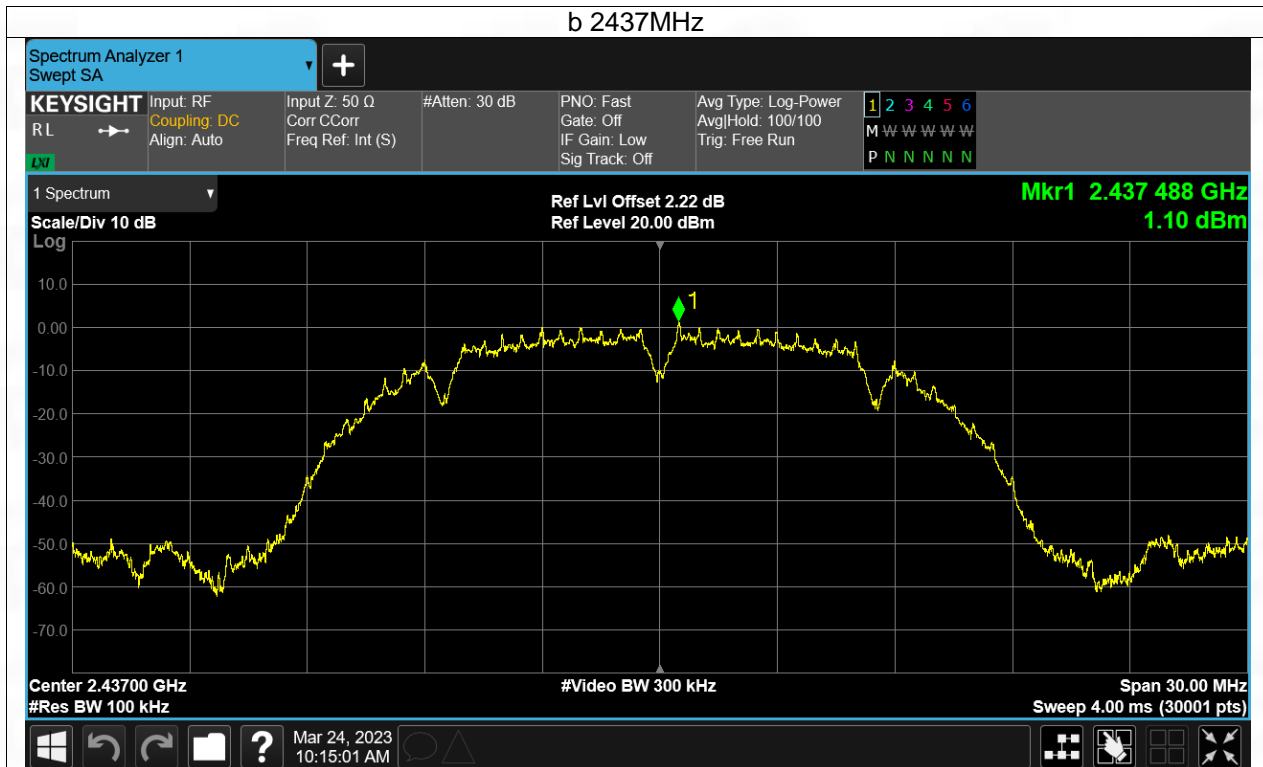 b 2437MHz
Spectrum Analyzer 1
Swept SA
+
KEYSIGHT
RL
LXI
Input: RF
Coupling: DC
Align: Auto
Input Z: 50 Ω
Corr CCorr
Freq Ref: Int (S)
#Atten: 30 dB
PNO: Fast
Gate: Off
IF Gain: Low
Sig Track: Off
Avg Type: Log-Power
Avg|Hold: 100/100
Trig: Free Run
1 2 3 4 5 6
M W W W W W
P N N N N N
1 Spectrum
Scale/Div 10 dB
Log
Ref Lvl Offset 2.22 dB
Ref Level 20.00 dBm
Mkr1 2.437 488 GHz
1.10 dBm
1
10.0
0.00
-10.0
-20.0
-30.0
-40.0
-50.0
-60.0
-70.0
Center 2.43700 GHz
#Res BW 100 kHz
#Video BW 300 kHz
Span 30.00 MHz
Sweep 4.00 ms (30001 pts)
?
Mar 24, 2023
10:15:01 AM